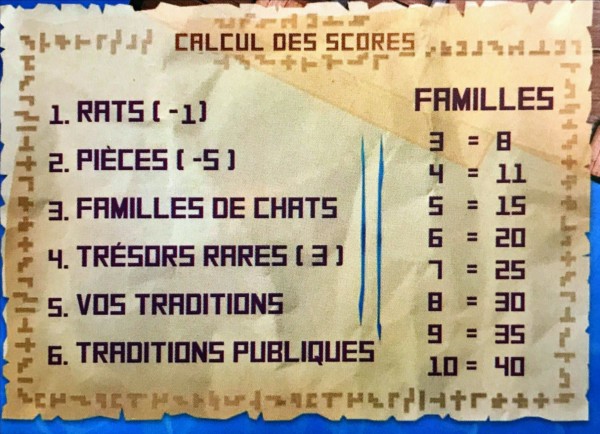 CALCUL DES SCORES
1. RATS ( -1 )
2. PIÈCES ( -5 )
3. FAMILLES DE CHATS
4. TRÉSORS RARES ( 3 )
5. VOS TRADITIONS
6. TRADITIONS PUBLIQUES
FAMILLES
3 = 8
4 = 11
5 = 15
6 = 20
7 = 25
8 = 30
9 = 35
10 = 40